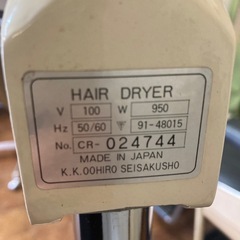 HAIR DRYER
V 100 W 950
Hz 50/60 91-48015
No. CR- 024744
MADE IN JAPAN
K.K.OOHIRO SEISAKUSHO